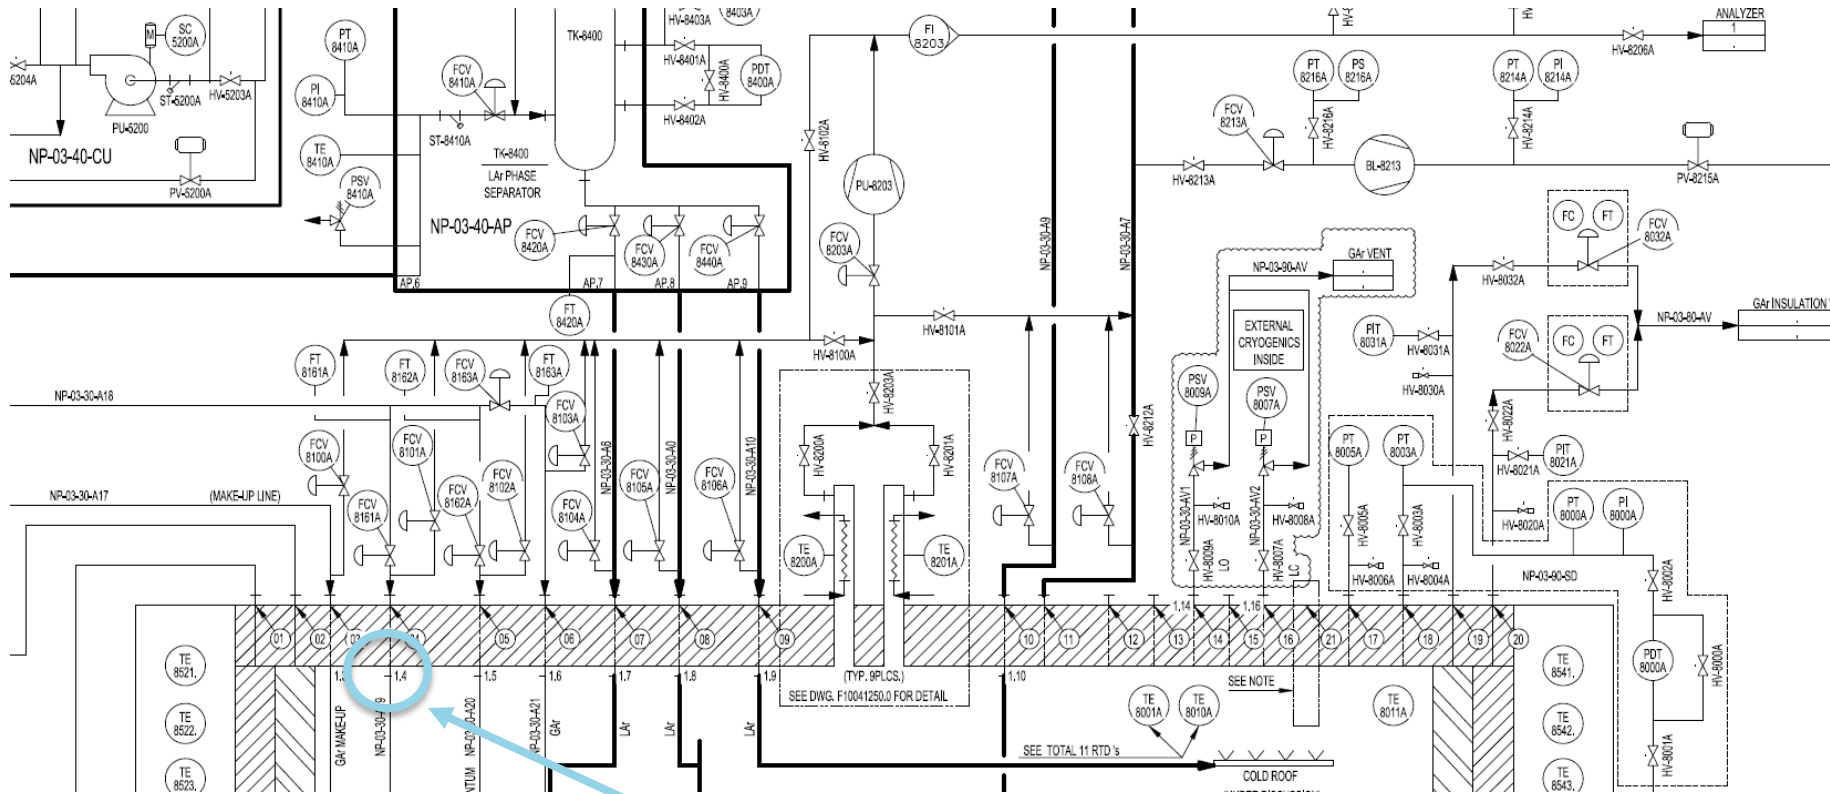 SC
5200A
M
5204A
ST-5200A
HV-5203A
PU-5200
NP-03-40-CU
PV-5200A
PT
8410A
PI
8410A
TE
8410A
PSV
8410A
FCV
8410A
ST-8410A
TK-8400
TK-8400
LAr PHASE
SEPARATOR
NP-03-40-AP
HV-8403A
8403A
HV-8401A
HV-8400A
PDT
8400A
HV-8402A
FCV
8420A
FCV
8430A
FCV
8440A
AP.6
AP.7
AP.8
AP.9
FT
8420A
HV-8102A
FI
8203
PU-8203
FCV
8203A
HV-8101A
HV-8100A
NP-03-30-A9
NP-03-30-A7
ANALYZER
1
HV-8206A
PT
8216A
PS
8216A
PT
8214A
PI
8214A
FCV
8213A
HV-8216A
HV-8214A
HV-8213A
BL-8213
PV-8215A
FC
FT
FCV
8032A
GAr VENT
NP-03-90-AV
HV-8032A
EXTERNAL
CRYOGENICS
INSIDE
PIT
8031A
HV-8031A
HV-8030A
FCV
8022A
FC
FT
NP-03-80-AV
GAr INSULATION
HV-8022A
PIT
8021A
HV-8021A
HV-8020A
FT
8161A
FT
8162A
FCV
8163A
FT
8163A
NP-03-30-A18
FCV
8103A
FCV
8100A
FCV
8101A
NP-03-30-A17
(MAKE-UP LINE)
FCV
8161A
FCV
8162A
FCV
8102A
FCV
8104A
NP-03-30-A6
FCV
8105A
NP-03-30-A0
FCV
8106A
NP-03-30-A10
HV-8203A
HV-8200A
HV-8201A
TE
8200A
TE
8201A
FCV
8107A
FCV
8108A
HV-8212A
PSV
8009A
PSV
8007A
P
P
NP-03-30-AV1
NP-03-30-AV2
HV-8010A
HV-8008A
HV-8009A
LO
HV-8007A
LC
PT
8005A
PT
8003A
HV-8005A
HV-8003A
HV-8006A
HV-8004A
PT
8000A
PI
8000A
NP-03-90-SD
HV-8002A
PDT
8000A
HV-8000A
HV-8001A
1.14
1.16
01
02
03
04
05
06
07
08
09
10
11
12
13
14
15
16
21
17
18
19
20
1.4
1.5
1.6
1.7
1.8
1.9
1.10
(TYP. 9PLCS.)
SEE DWG. F10041250.0 FOR DETAIL
TE
8521.
TE
8522.
TE
8523.
GAr MAKE-UP
NP-03-30-A20
NP-03-30-A21
GAr
LAr
LAr
LAr
SEE NOTE
TE
8001A
TE
8010A
TE
8011A
SEE TOTAL 11 RTD 's
COLD ROOF
TE
8541.
TE
8542.
TE
8543.